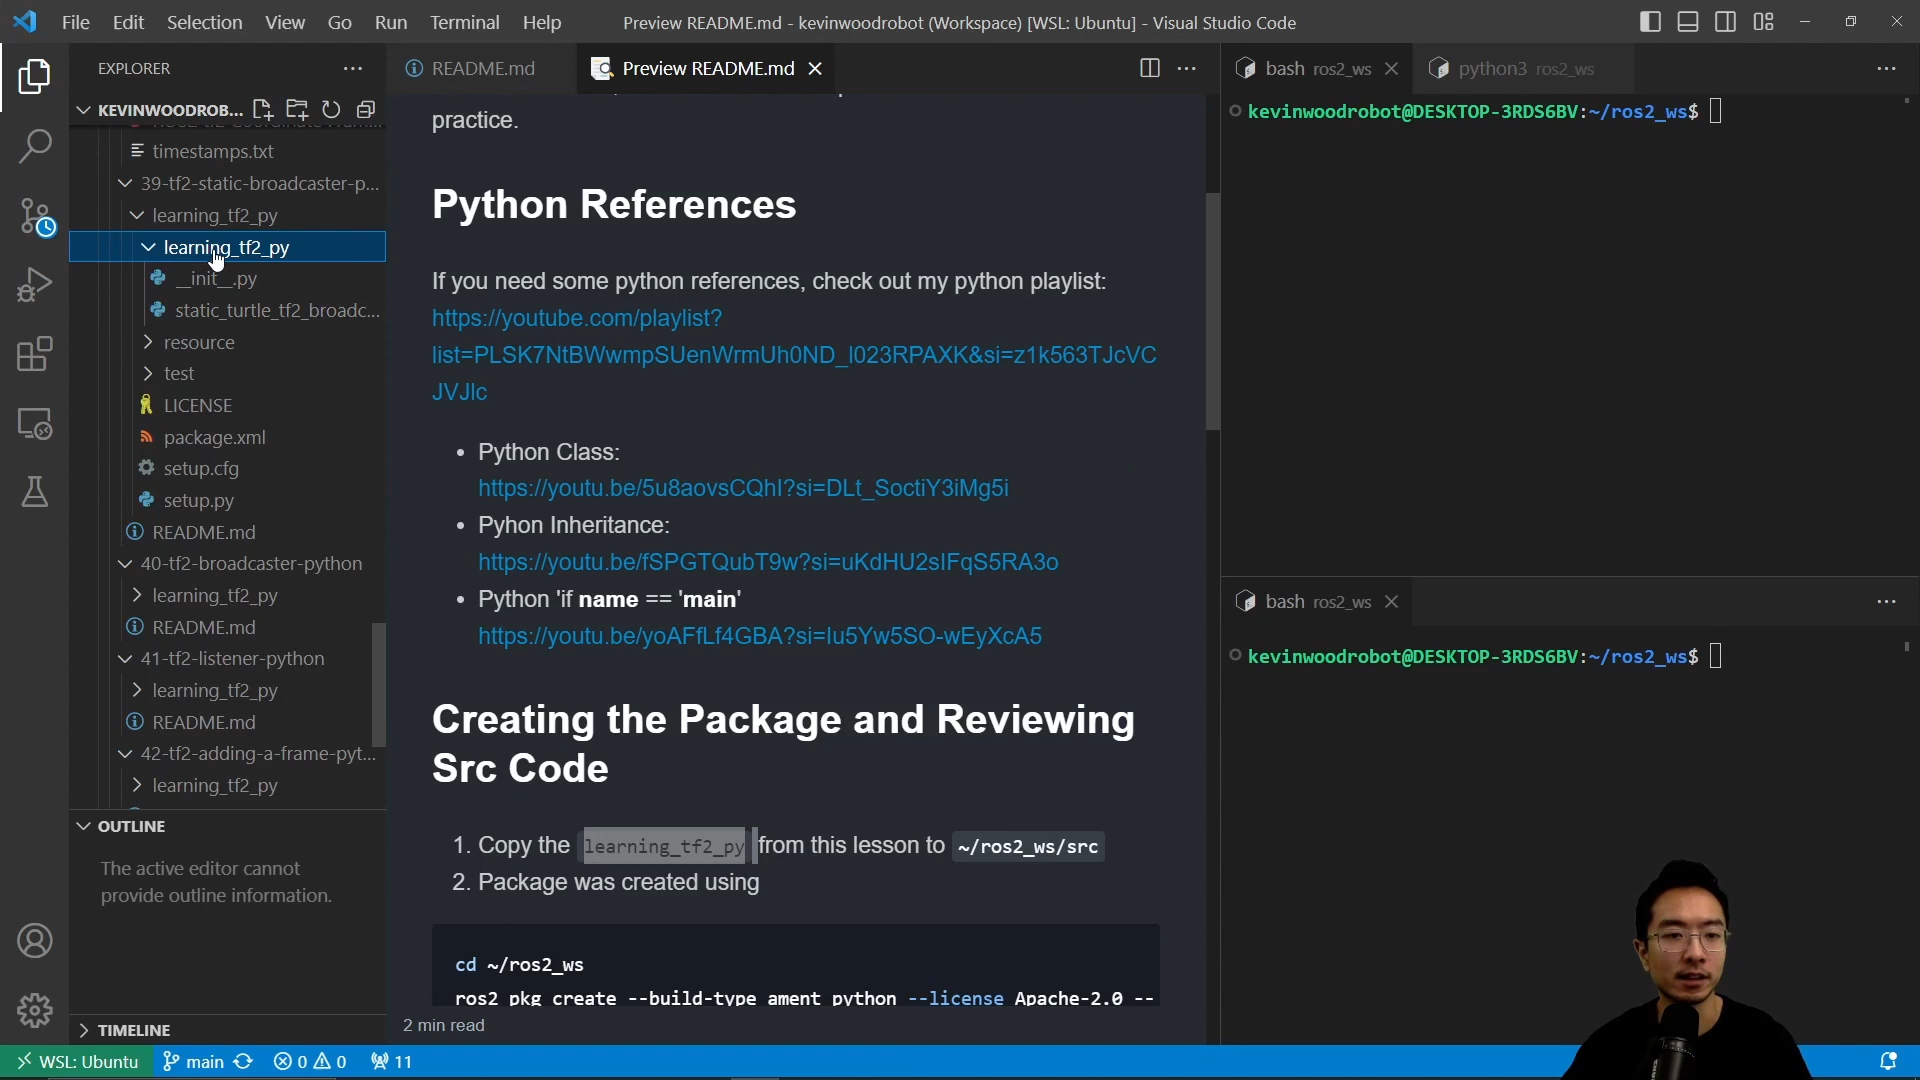 File Edit Selection View Go Run Terminal Help
Preview README.md - kevinwoodrobot (Workspace) [WSL: Ubuntu] - Visual Studio Code
EXPLORER
KEVINWOODROB...
timestamps.txt
39-tf2-static-broadcaster-p...
learning_tf2_py
learning_tf2_py
__init__.py
static_turtle_tf2_broadc...
resource
test
LICENSE
package.xml
setup.cfg
setup.py
README.md
40-tf2-broadcaster-python
learning_tf2_py
README.md
41-tf2-listener-python
learning_tf2_py
README.md
42-tf2-adding-a-frame-pyt...
learning_tf2_py
OUTLINE
The active editor cannot
provide outline information.
TIMELINE
README.md
Preview README.md
practice.
Python References
If you need some python references, check out my python playlist:
https://youtube.com/playlist?
list=PLSK7NtBWwmpSUenWrmUh0ND_l023RPAXK&si=z1k563TJcVC
JVJlc
• Python Class:
https://youtu.be/5u8aovsCQhI?si=DLt_SoctiY3iMg5i
• Pyhon Inheritance:
https://youtu.be/fSPGTQubT9w?si=uKdHU2sIFqS5RA3o
• Python 'if name == 'main'
https://youtu.be/yoAFfLf4GBA?si=Iu5Yw5SO-wEyXcA5
Creating the Package and Reviewing
Src Code
1. Copy the learning_tf2_py from this lesson to ~/ros2_ws/src
2. Package was created using
cd ~/ros2_ws
ros2 pkg create --build-type ament_python --license Apache-2.0 --
2 min read
bash ros2_ws
python3 ros2_ws
kevinwoodrobot@DESKTOP-3RDS6BV:~/ros2_ws$
bash ros2_ws
kevinwoodrobot@DESKTOP-3RDS6BV:~/ros2_ws$
WSL: Ubuntu main 0 0 11